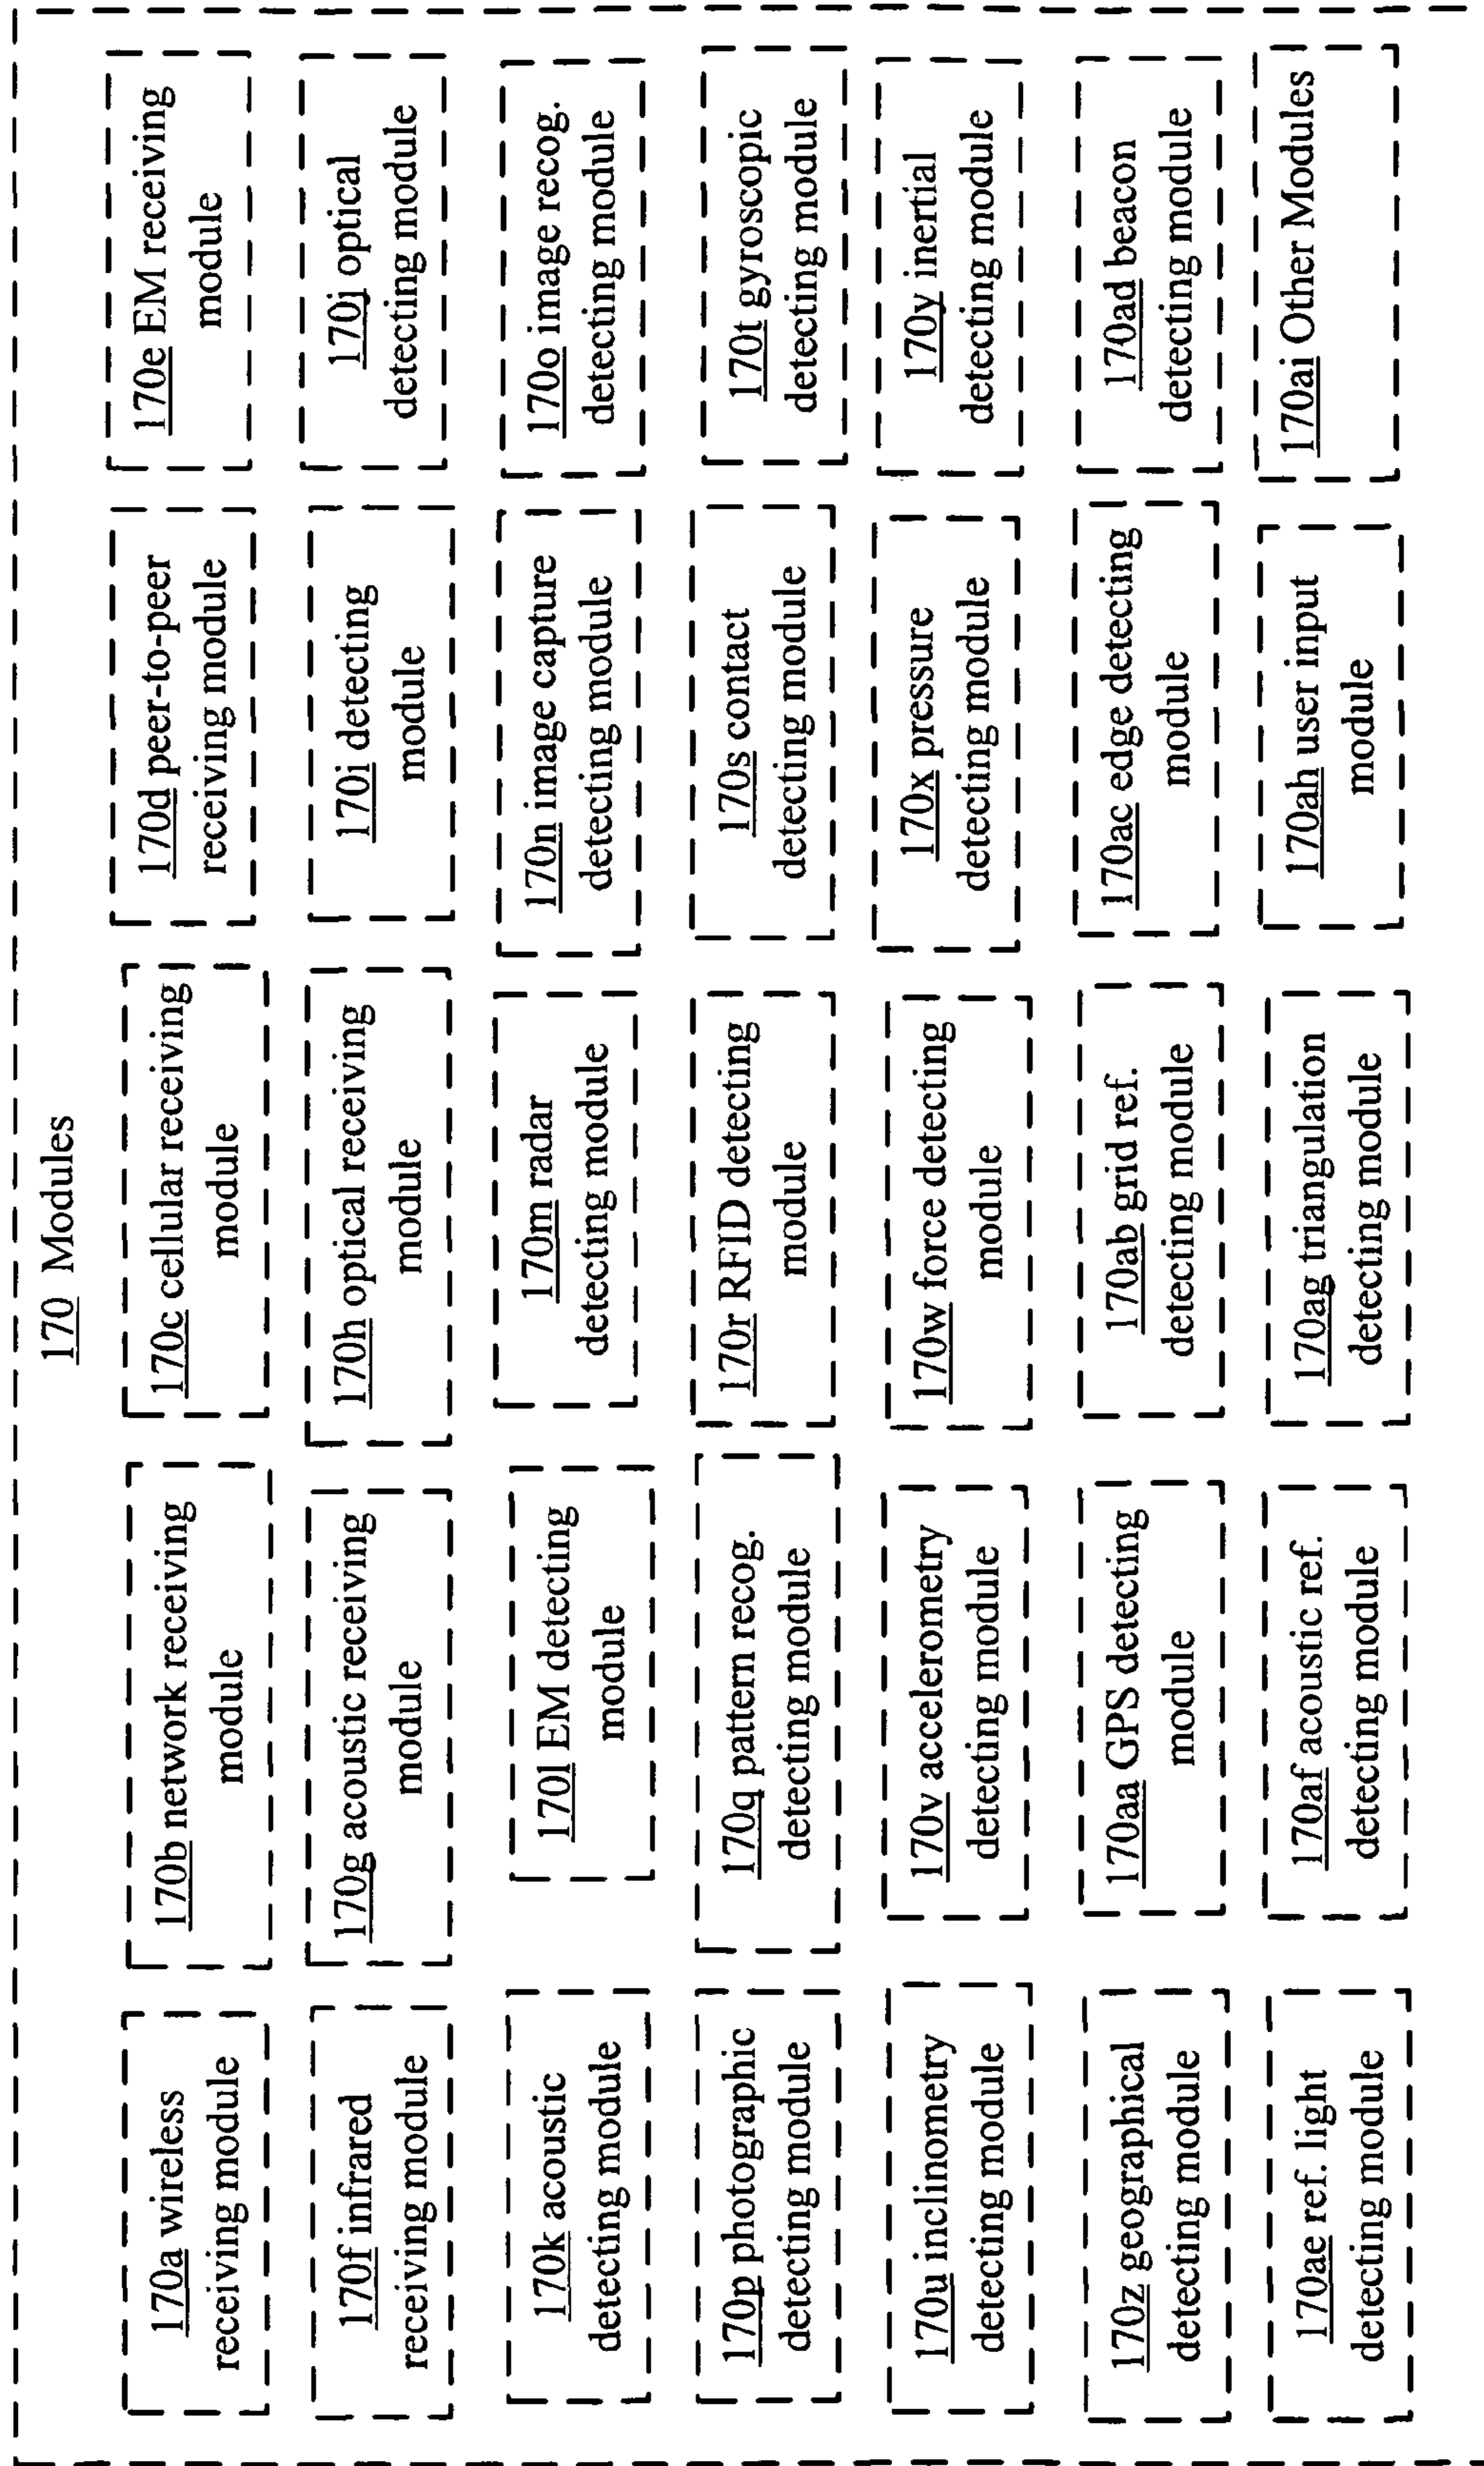 170 Modules
170a wireless
receiving module
170b network receiving
module
170c cellular receiving
module
170d peer-to-peer
receiving module
170e EM receiving
module
170f infrared
receiving module
170g acoustic receiving
module
170h optical receiving
module
170i detecting
module
170j optical
detecting module
170k acoustic
detecting module
170l EM detecting
module
170m radar
detecting module
170n image capture
detecting module
170o image recog.
detecting module
170p photographic
detecting module
170q pattern recog.
detecting module
170r RFID detecting
module
170s contact
detecting module
170t gyroscopic
detecting module
170u inclinometry
detecting module
170v accelerometry
detecting module
170w force detecting
module
170x pressure
detecting module
170y inertial
detecting module
170z geographical
detecting module
170aa GPS detecting
module
170ab grid ref.
detecting module
170ac edge detecting
module
170ad beacon
detecting module
170ae ref. light
detecting module
170af acoustic ref.
detecting module
170ag triangulation
detecting module
170ah user input
module
170ai Other Modules